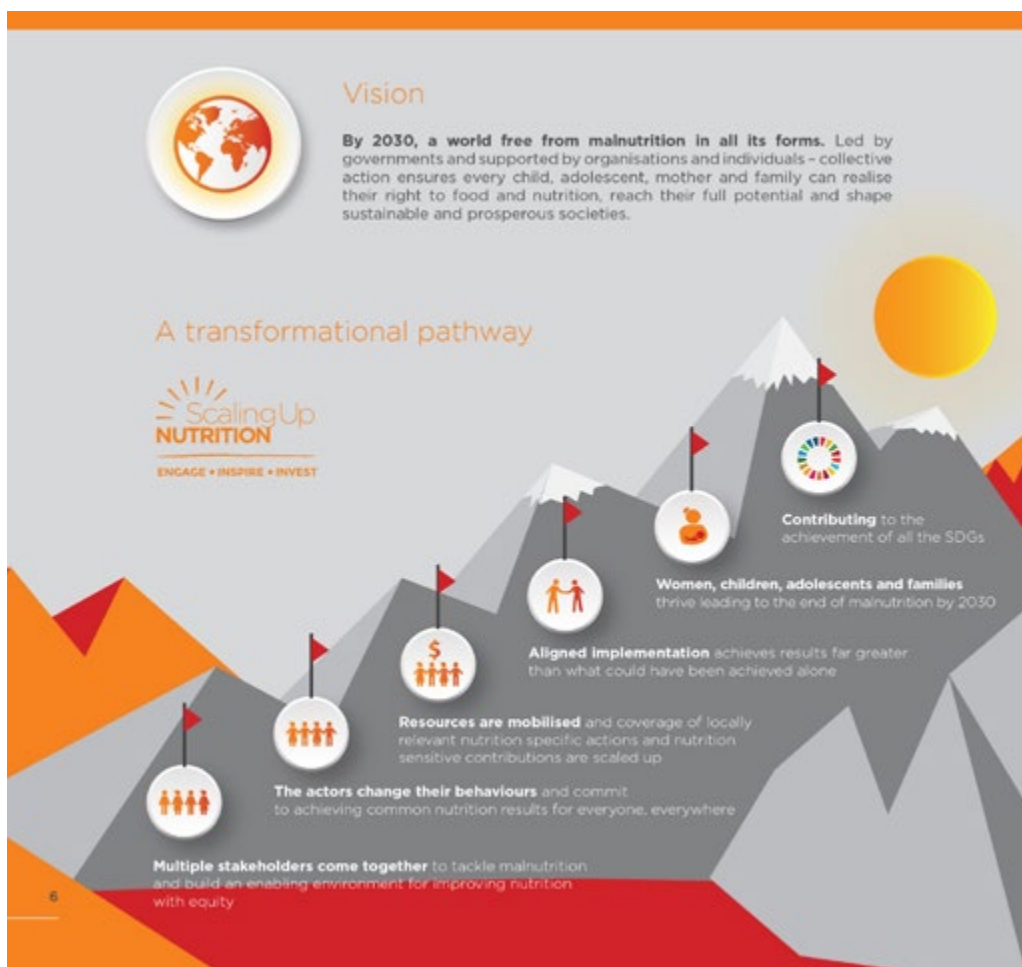 Vision
By 2030, a world free from malnutrition in all its forms. Led by
governments and supported by organisations and individuals – collective
action ensures every child, adolescent, mother and family can realise
their right to food and nutrition, reach their full potential and shape
sustainable and prosperous societies.
A transformational pathway
Scaling Up
NUTRITION
ENGAGE • INSPIRE • INVEST
Contributing to the
achievement of all the SDGs
Women, children, adolescents and families
thrive leading to the end of malnutrition by 2030
Aligned implementation achieves results far greater
than what could have been achieved alone
$
Resources are mobilised and coverage of locally
relevant nutrition specific actions and nutrition
sensitive contributions are scaled up
The actors change their behaviours and commit
to achieving common nutrition results for everyone, everywhere
Multiple stakeholders come together to tackle malnutrition
and build an enabling environment for improving nutrition
with equity
6